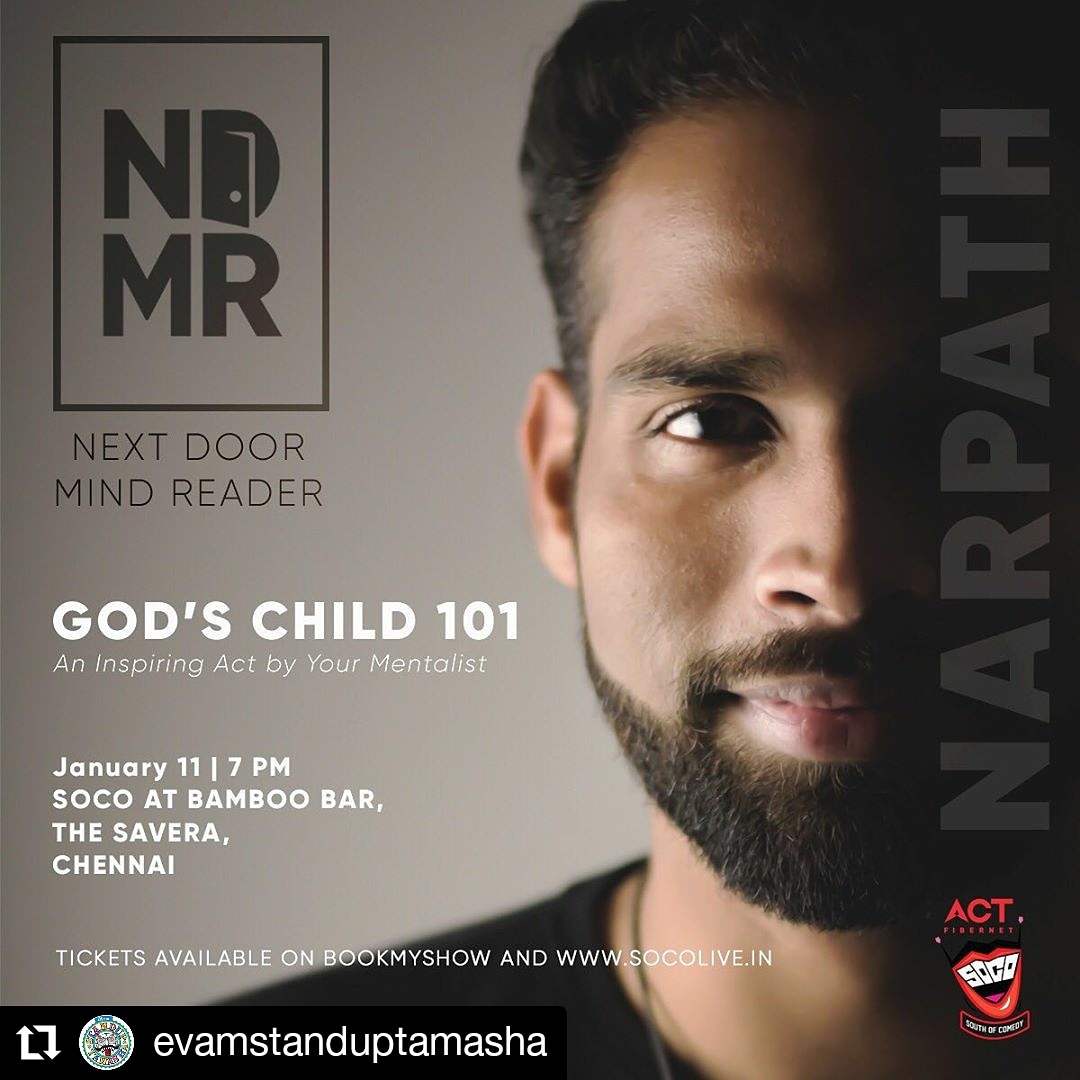 ND
MR
NEXT DOOR
MIND READER
GOD'S CHILD 101
An Inspiring Act by Your Mentalist
January 11 | 7 PM
SOCO AT BAMBOO BAR,
THE SAVERA,
CHENNAI
TICKETS AVAILABLE ON BOOKMYSHOW AND WWW.SOCOLIVE.IN
NARPATH
ACT
FIBERNET
SOCO
SOUTH OF COMEDY
evamstanduptamasha